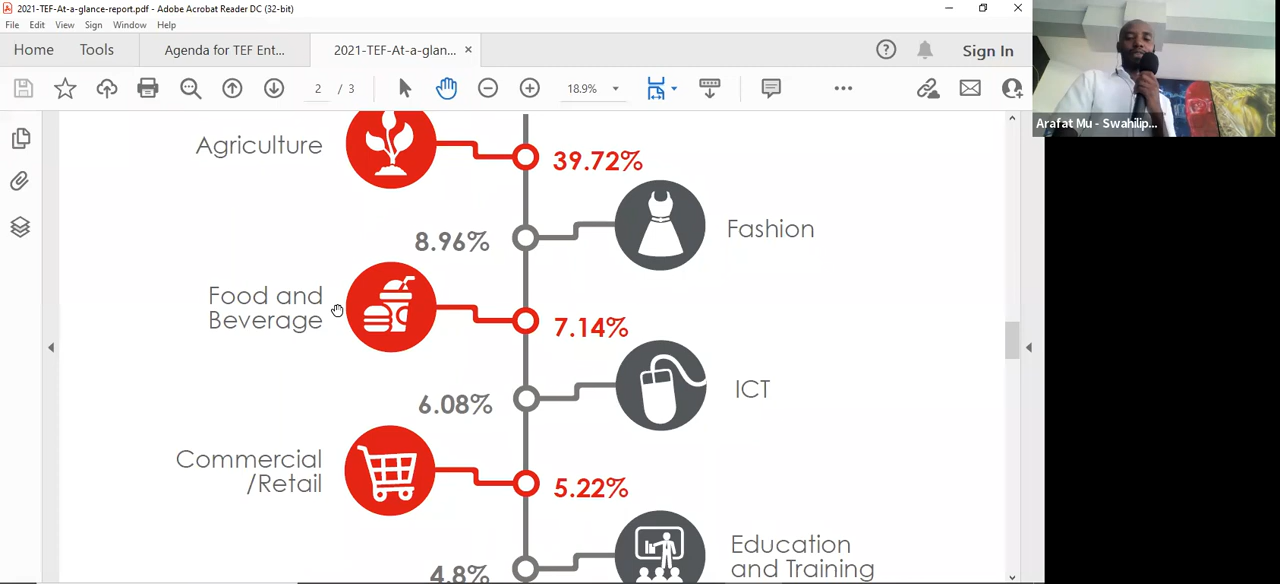 2021-TEF-At-a-glance-report.pdf - Adobe Acrobat Reader DC (32-bit)
File Edit View Sign Window Help
Home Tools Agenda for TEF Ent... 2021-TEF-At-a-glan... × Sign In
2 / 3 18.9%
Arafat Mu - Swahilip...
Agriculture
39.72%
Fashion
8.96%
Food and
Beverage
7.14%
ICT
6.08%
Commercial
/Retail
5.22%
Education
and Training
4.8%